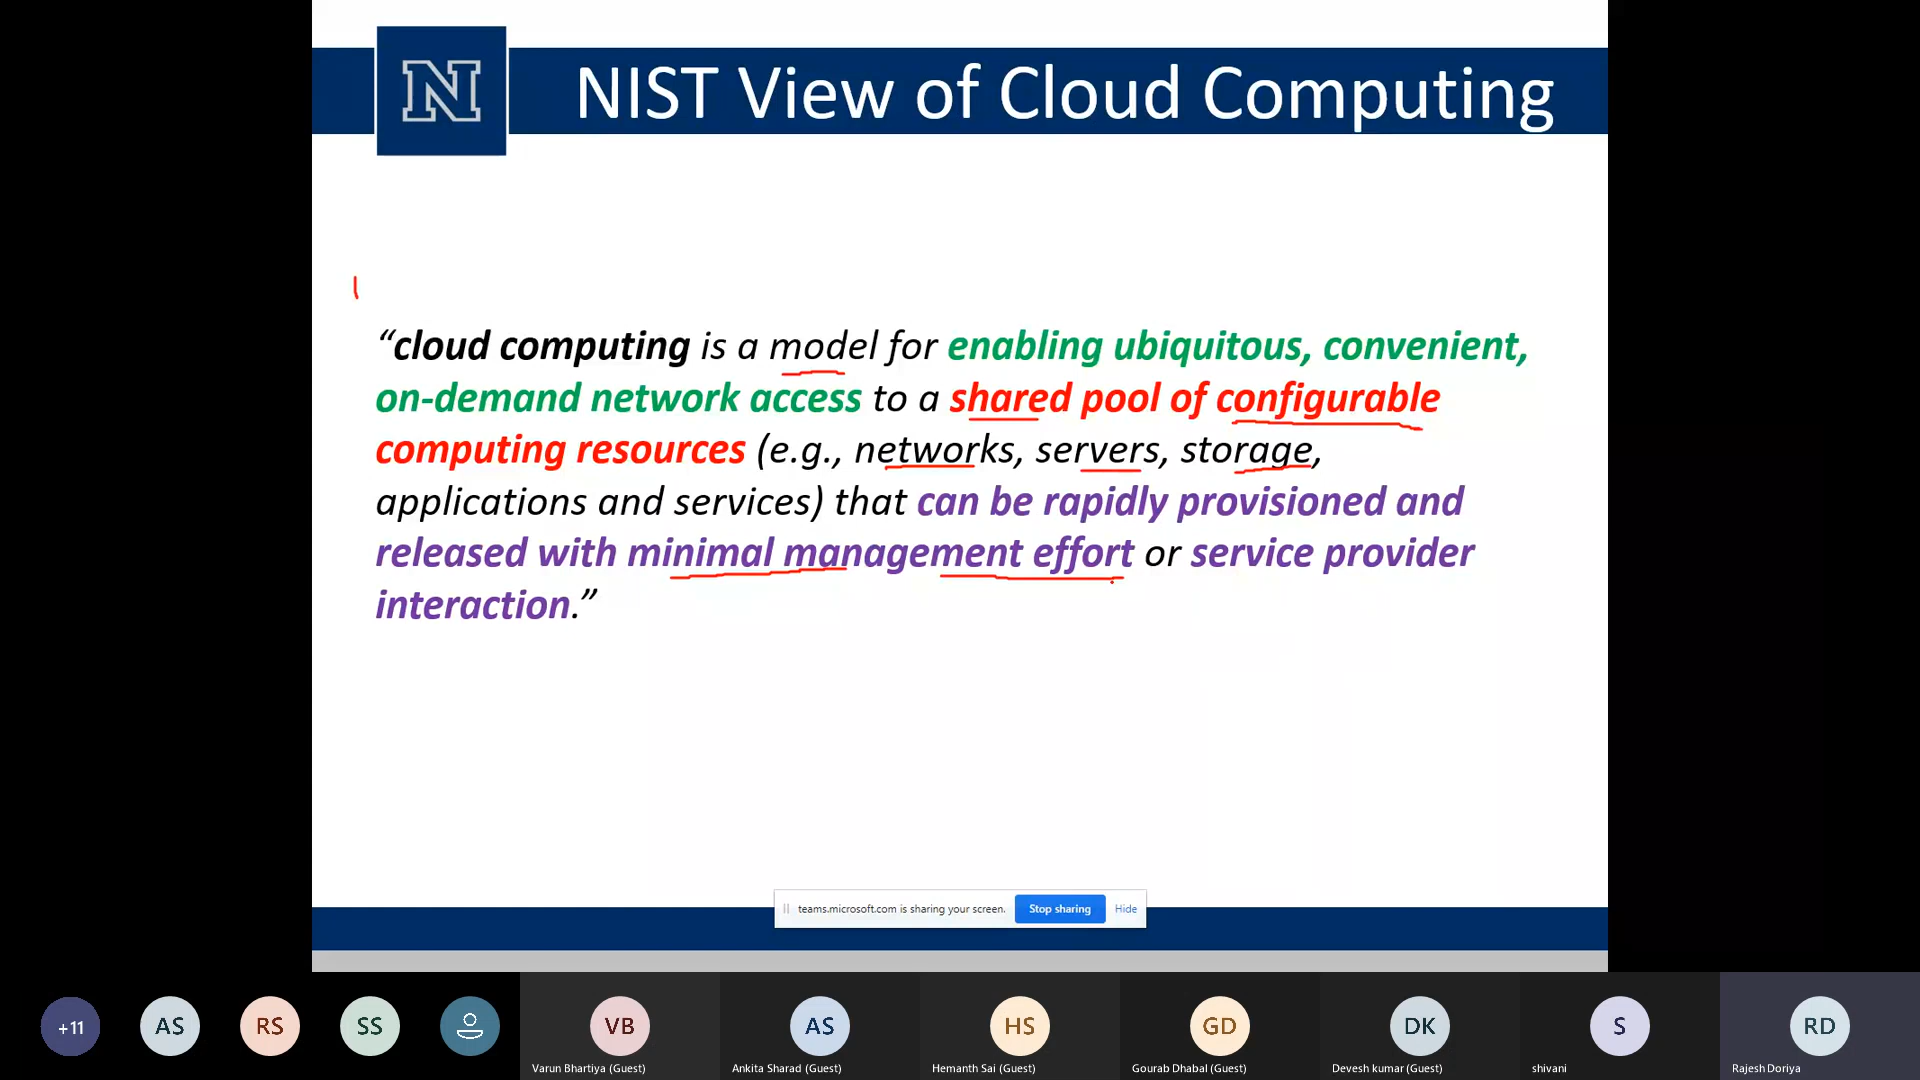 N
NIST View of Cloud Computing
“cloud computing is a model for enabling ubiquitous, convenient,
on-demand network access to a shared pool of configurable
computing resources (e.g., networks, servers, storage,
applications and services) that can be rapidly provisioned and
released with minimal management effort or service provider
interaction.”
teams.microsoft.com is sharing your screen. Stop sharing Hide
+11 AS RS SS VB AS HS GD DK S RD
Varun Bhartiya (Guest) Ankita Sharad (Guest) Hemanth Sai (Guest) Gourab Dhabal (Guest) Devesh kumar (Guest) shivani Rajesh Doriya